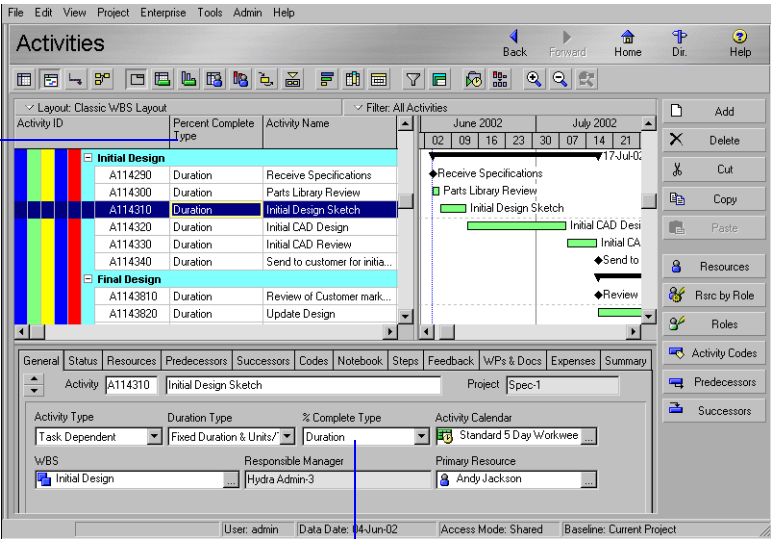 File Edit View Project Enterprise Tools Admin Help
Activities
Back Forward Home Dir. Help
Layout: Classic WBS Layout Filter: All Activities
Activity ID Percent Complete Type Activity Name June 2002 July 2002
02 09 16 23 30 07 14 21
Initial Design 17-Jul-02
A114290 Duration Receive Specifications Receive Specifications
A114300 Duration Parts Library Review Parts Library Review
A114310 Duration Initial Design Sketch Initial Design Sketch
A114320 Duration Initial CAD Design Initial CAD Desi
A114330 Duration Initial CAD Review Initial CA
A114340 Duration Send to customer for initia... Send to
Final Design
A1143810 Duration Review of Customer mark... Review
A1143820 Duration Update Design
Add
Delete
Cut
Copy
Paste
Resources
Rsrc by Role
Roles
Activity Codes
Predecessors
Successors
General Status Resources Predecessors Successors Codes Notebook Steps Feedback WPs & Docs Expenses Summary
Activity A114310 Initial Design Sketch Project Spec-1
Activity Type Duration Type % Complete Type Activity Calendar
Task Dependent Fixed Duration & Units/T Duration Standard 5 Day Workwee ...
WBS Responsible Manager Primary Resource
Initial Design ... Hydra Admin-3 Andy Jackson ...
User: admin Data Date: 04-Jun-02 Access Mode: Shared Baseline: Current Project